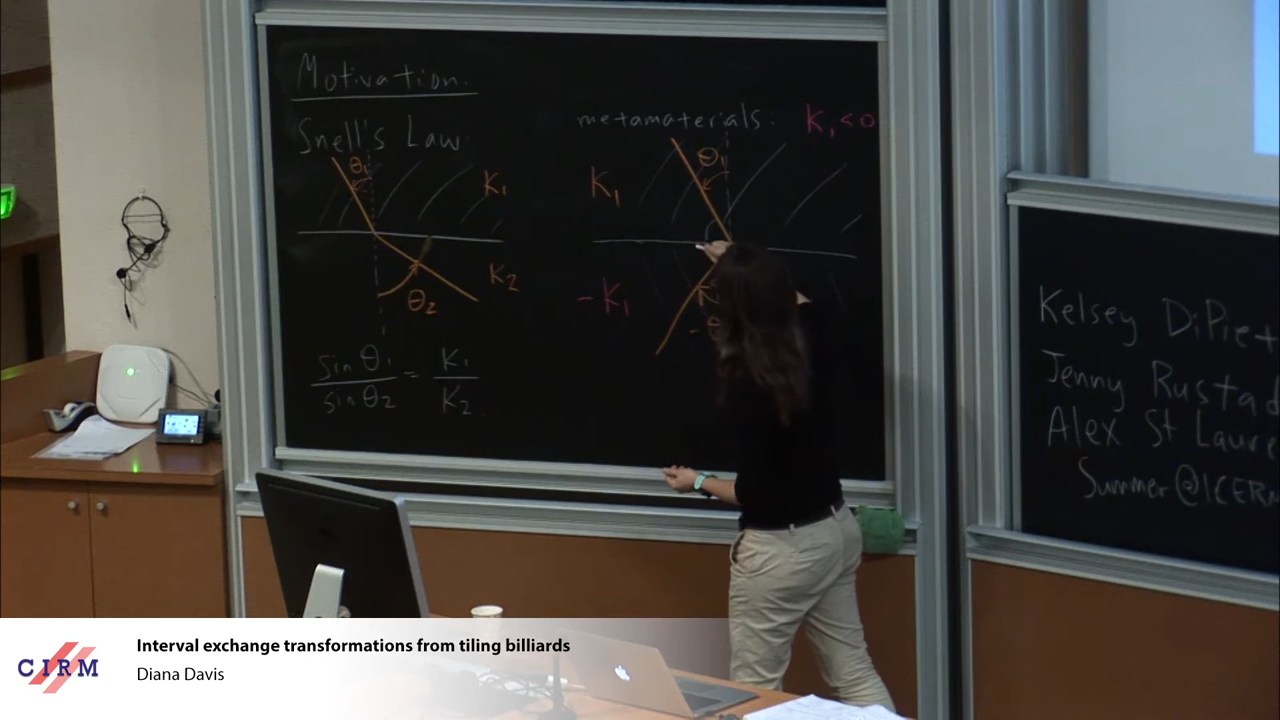 Motivation.
Snell's Law
θ₁
K₁
K₂
θ₂
sin θ₁ / sin θ₂ = K₁ / K₂
metamaterials: K₁<0
θ₁
K₁
-K₁
Kelsey DiPiet
Jenny Rustad
Alex St Laure
Summer@ICERM
CIRM
Interval exchange transformations from tiling billiards
Diana Davis